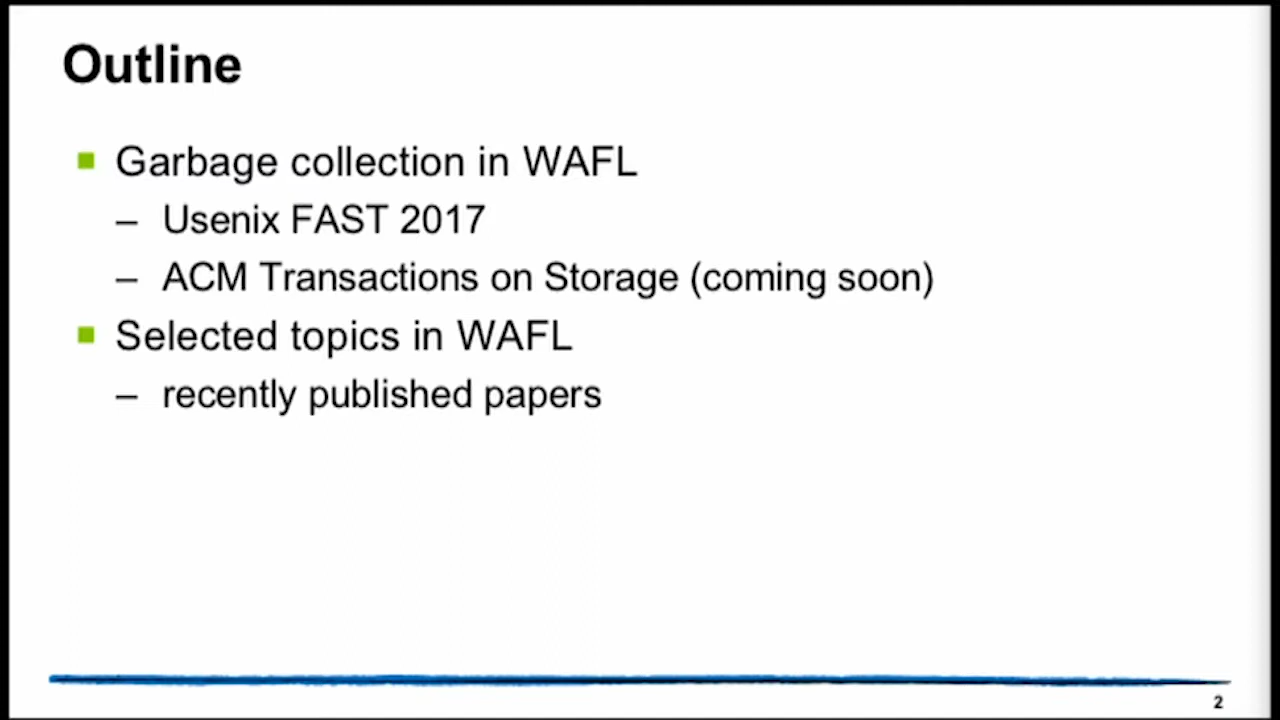 Outline
Garbage collection in WAFL
– Usenix FAST 2017
– ACM Transactions on Storage (coming soon)
Selected topics in WAFL
– recently published papers
2